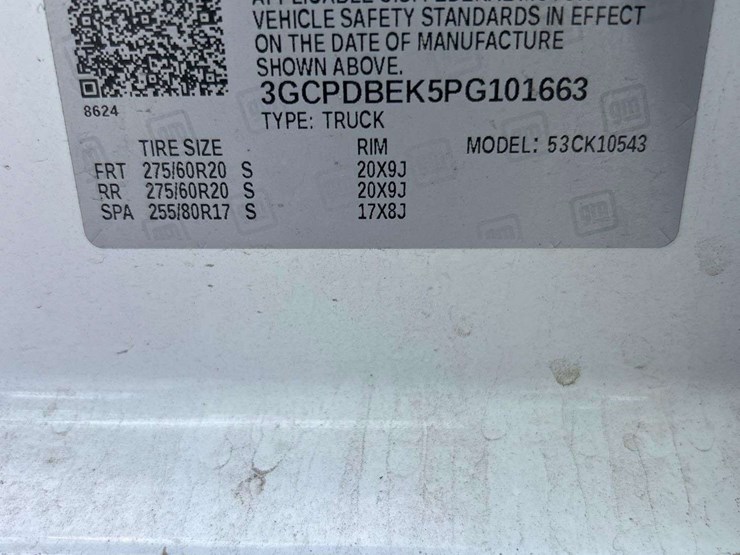 VEHICLE SAFETY STANDARDS IN EFFECT
ON THE DATE OF MANUFACTURE
SHOWN ABOVE.
3GCPDBEK5PG101663
8624
TYPE: TRUCK
TIRE SIZE RIM MODEL: 53CK10543
FRT 275/60R20 S 20X9J
RR 275/60R20 S 20X9J
SPA 255/80R17 S 17X8J
gm